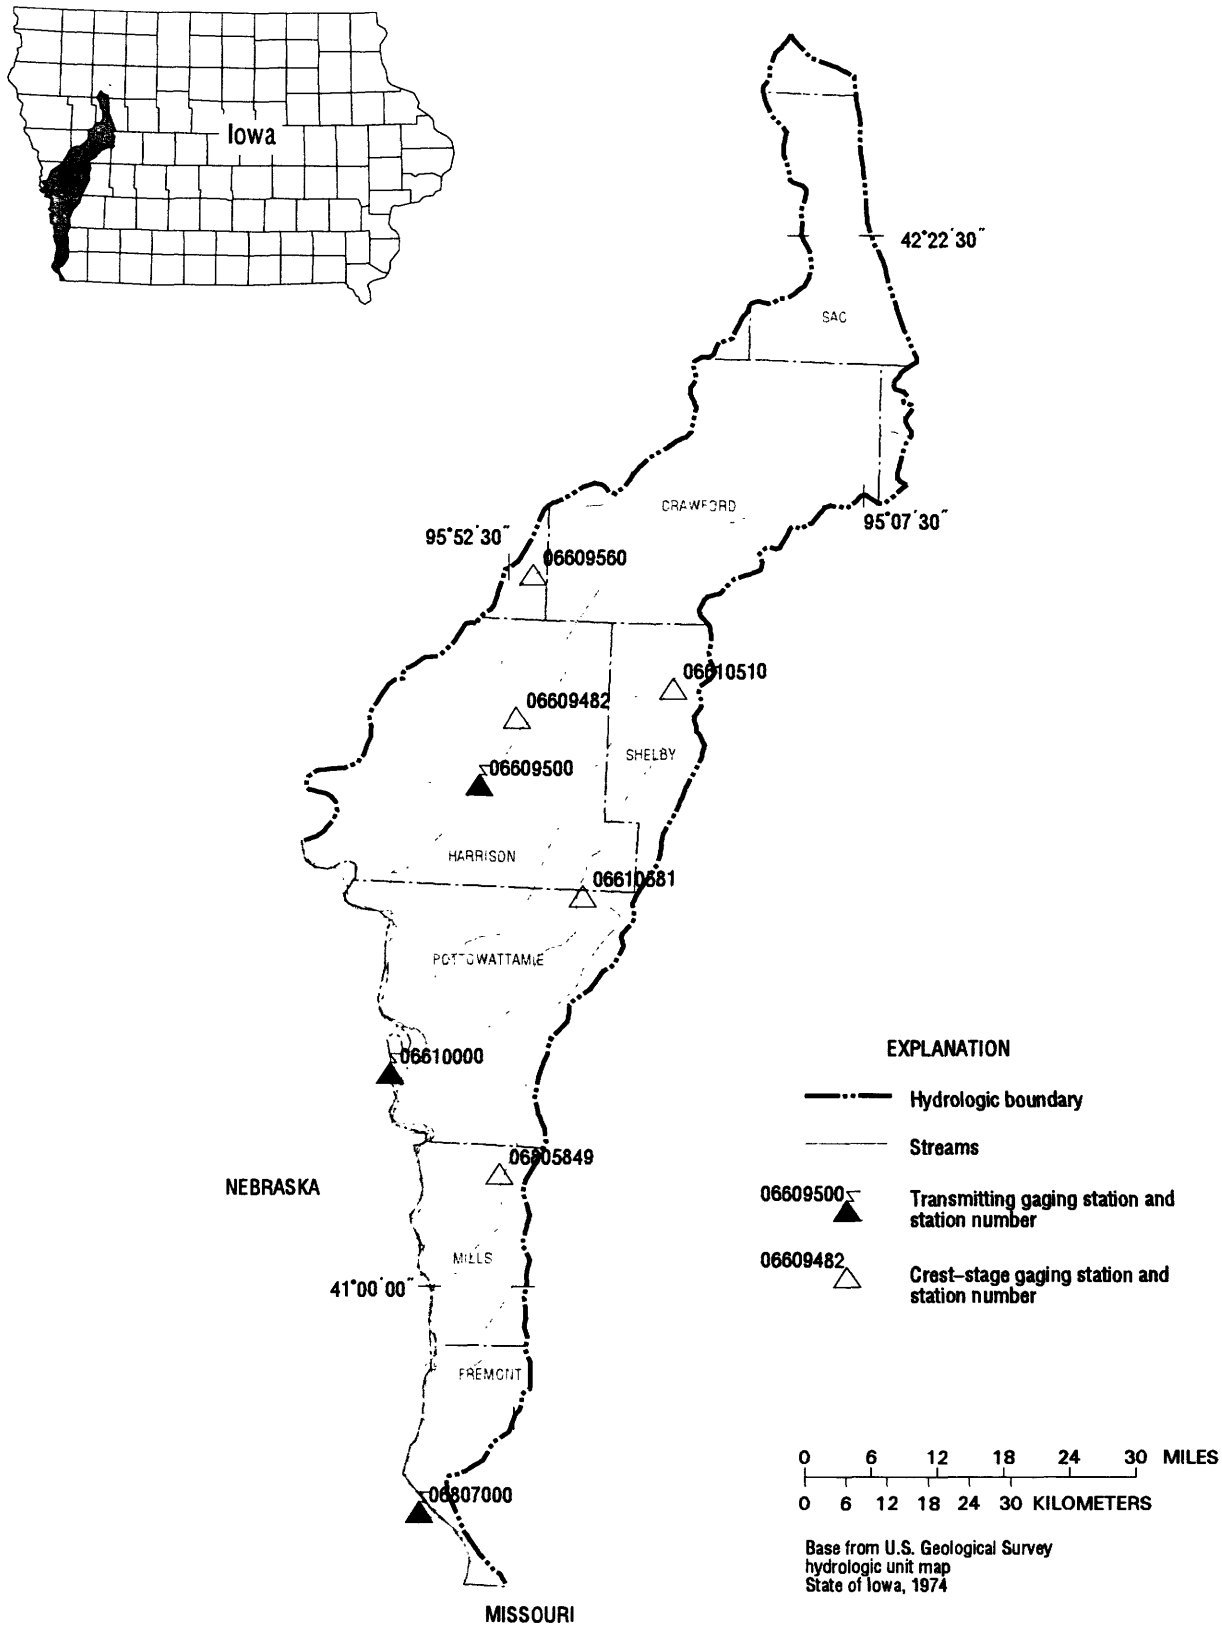 Iowa
42°22'30"
SAC
CRAWFORD
95°07'30"
95°52'30"
06609560
06610510
06609482
SHELBY
06609500
HARRISON
06610581
POTTOWATTAMIE
06610000
06805849
NEBRASKA
MILLS
41°00'00"
FREMONT
06807000
MISSOURI
EXPLANATION
Hydrologic boundary
Streams
06609500
Transmitting gaging station and
station number
06609482
Crest–stage gaging station and
station number
0 6 12 18 24 30 MILES
0 6 12 18 24 30 KILOMETERS
Base from U.S. Geological Survey
hydrologic unit map
State of Iowa, 1974